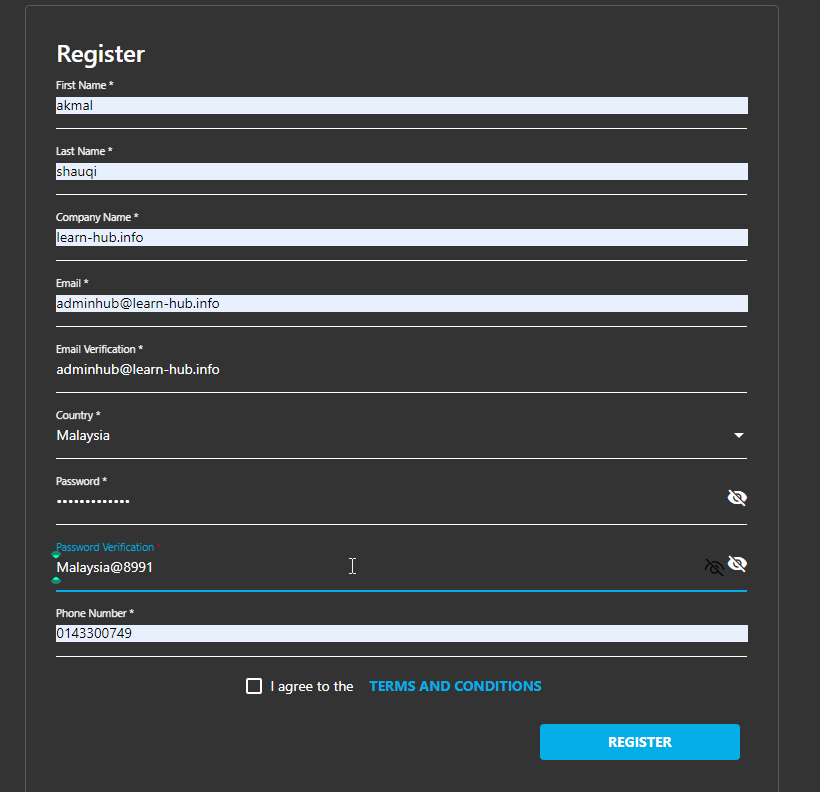 Register
First Name *
akmal
Last Name *
shauqi
Company Name *
learn-hub.info
Email *
adminhub@learn-hub.info
Email Verification *
adminhub@learn-hub.info
Country *
Malaysia
Password *
•••••••••••••
Password Verification *
Malaysia@8991
Phone Number *
0143300749
I agree to the TERMS AND CONDITIONS
REGISTER